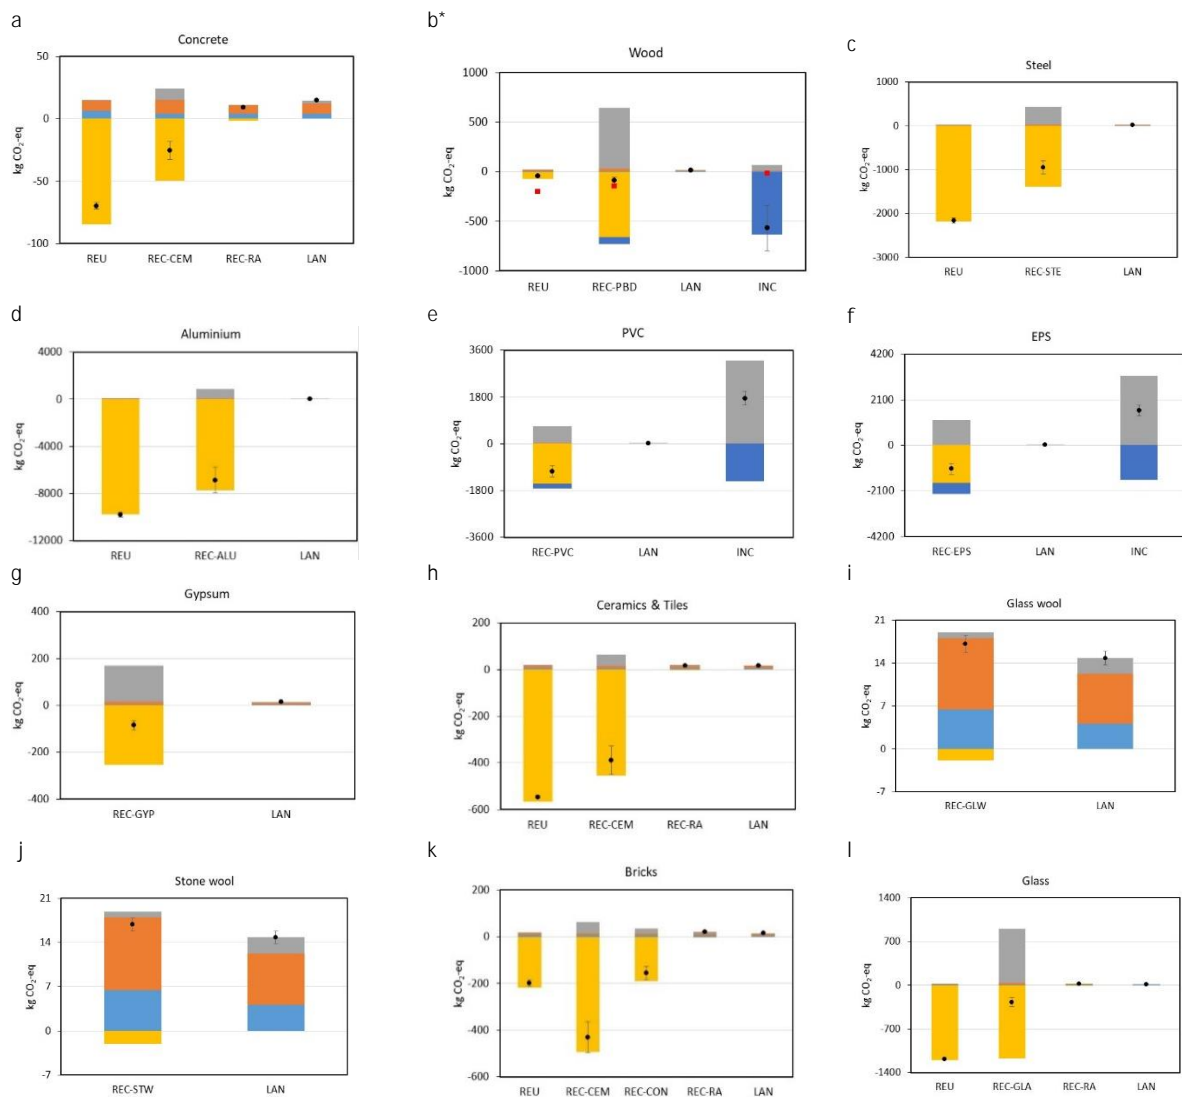 a
Concrete
kg CO₂-eq
50
0
-50
-100
REU REC-CEM REC-RA LAN
b*
Wood
kg CO₂-eq
1000
500
0
-500
-1000
REU REC-PBD LAN INC
c
Steel
kg CO₂-eq
1000
0
-1000
-2000
-3000
REU REC-STE LAN
d
Aluminium
kg CO₂-eq
4000
0
-4000
-8000
-12000
REU REC-ALU LAN
e
PVC
kg CO₂-eq
3600
1800
0
-1800
-3600
REC-PVC LAN INC
f
EPS
kg CO₂-eq
4200
2100
0
-2100
-4200
REC-EPS LAN INC
g
Gypsum
kg CO₂-eq
400
200
0
-200
-400
REC-GYP LAN
h
Ceramics & Tiles
kg CO₂-eq
200
0
-200
-400
-600
REU REC-CEM REC-RA LAN
i
Glass wool
kg CO₂-eq
21
14
7
0
-7
REC-GLW LAN
j
Stone wool
kg CO₂-eq
21
14
7
0
-7
REC-STW LAN
k
Bricks
kg CO₂-eq
200
0
-200
-400
-600
REU REC-CEM REC-CON REC-RA LAN
l
Glass
kg CO₂-eq
1400
700
0
-700
-1400
REU REC-GLA REC-RA LAN